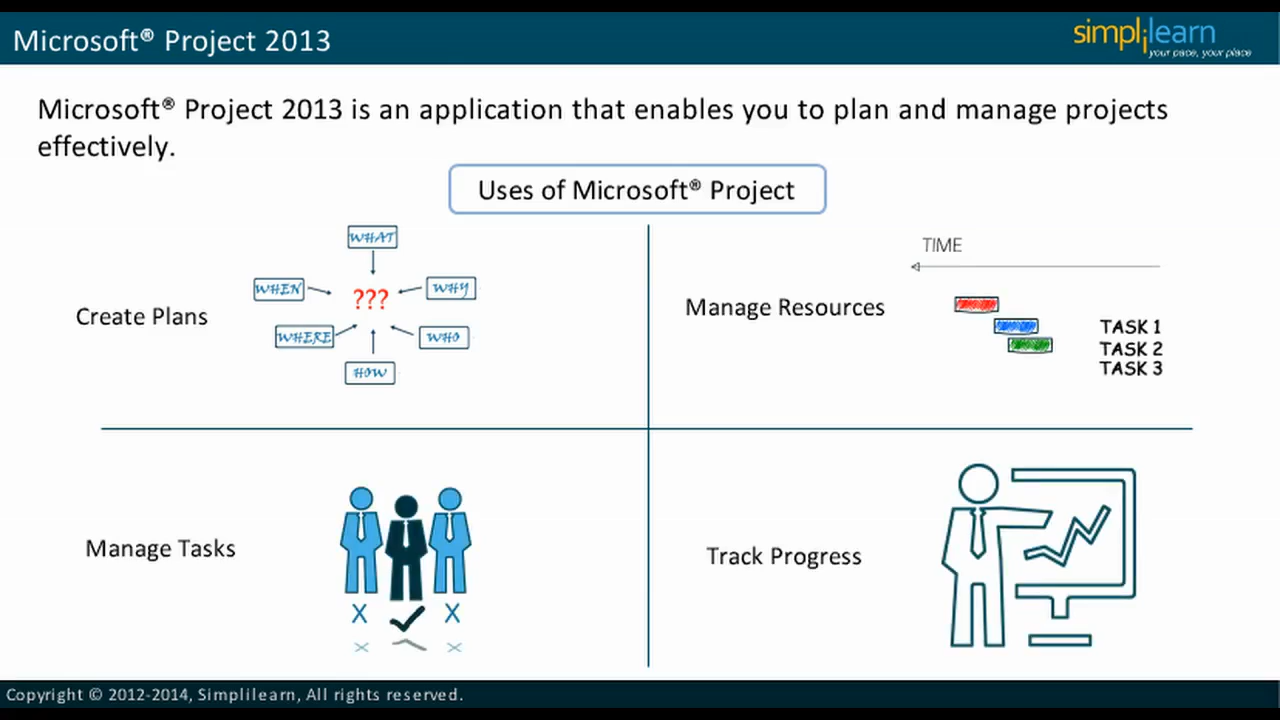 Microsoft® Project 2013
simplilearn
your pace, your place
Microsoft® Project 2013 is an application that enables you to plan and manage projects
effectively.
Uses of Microsoft® Project
Create Plans
WHAT
WHEN
???
WHY
WHERE
WHO
HOW
Manage Resources
TIME
TASK 1
TASK 2
TASK 3
Manage Tasks
X
X
Track Progress
Copyright © 2012-2014, Simplilearn, All rights reserved.